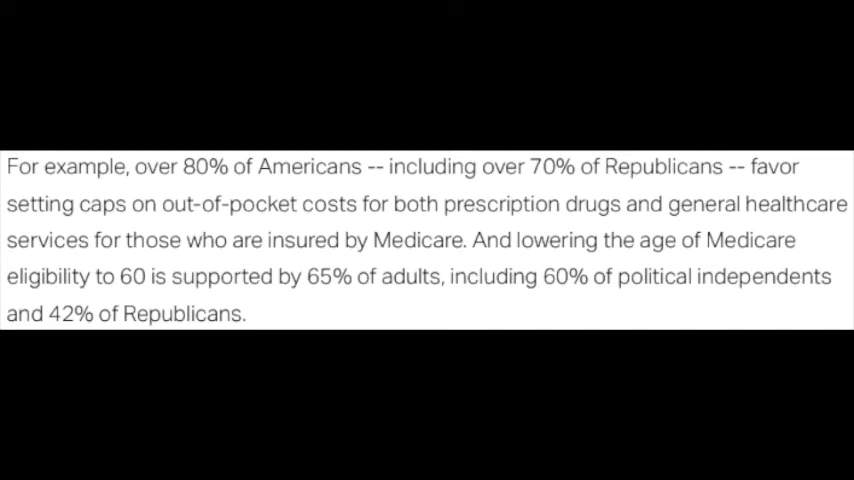 For example, over 80% of Americans -- including over 70% of Republicans -- favor
setting caps on out-of-pocket costs for both prescription drugs and general healthcare
services for those who are insured by Medicare. And lowering the age of Medicare
eligibility to 60 is supported by 65% of adults, including 60% of political independents
and 42% of Republicans.